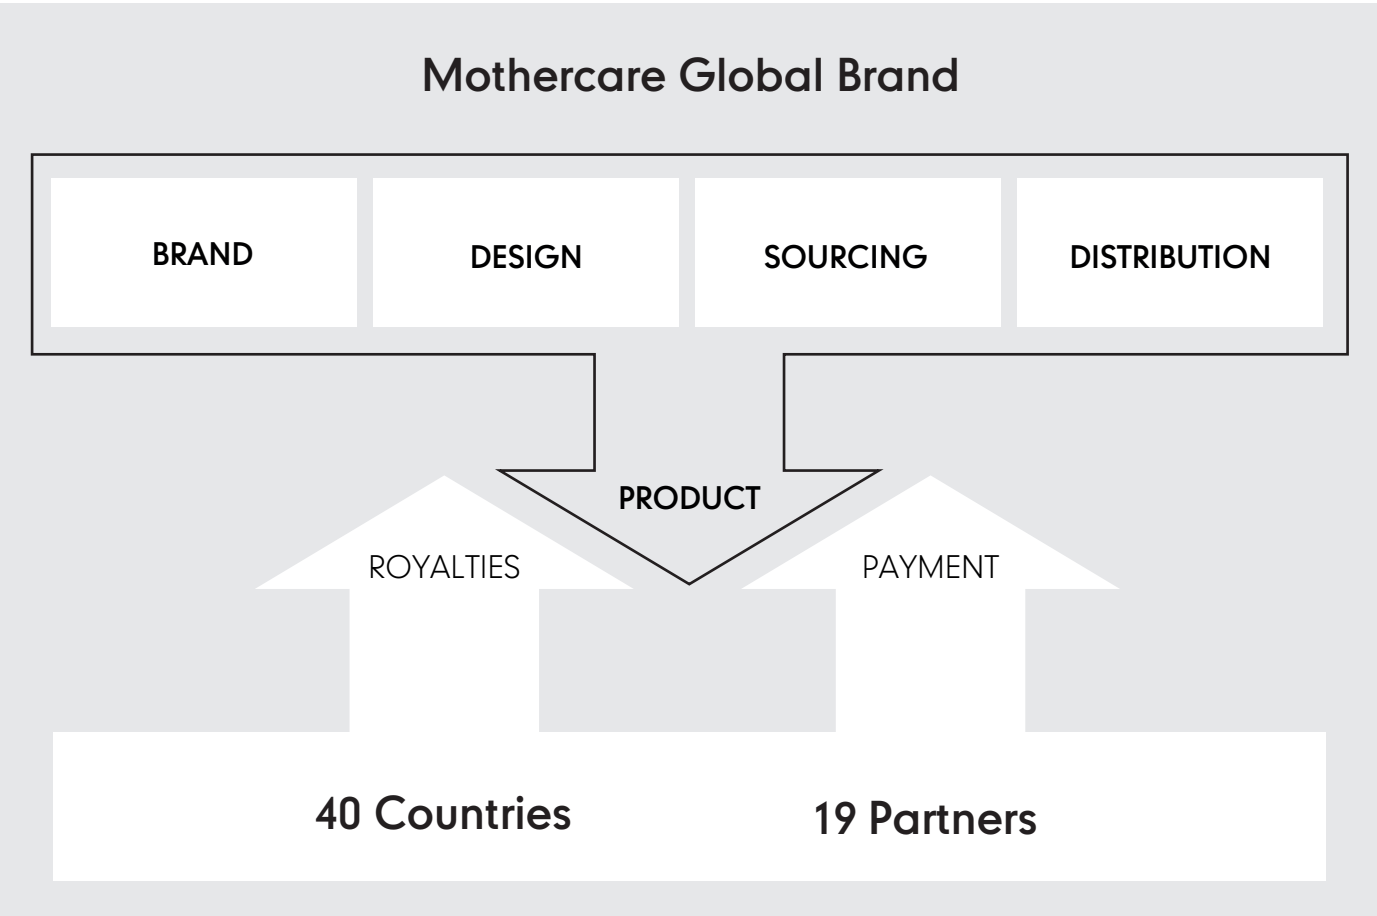 Mothercare Global Brand
BRAND
DESIGN
SOURCING
DISTRIBUTION
PRODUCT
ROYALTIES
PAYMENT
40 Countries
19 Partners